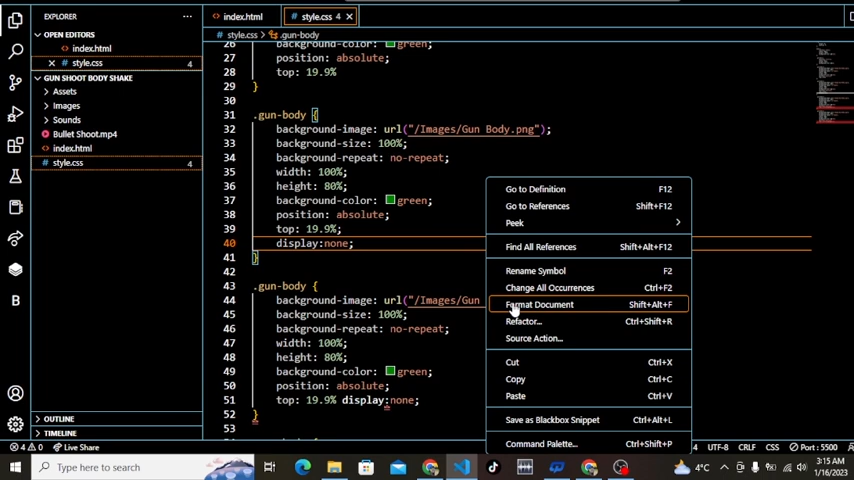 EXPLORER
OPEN EDITORS
index.html
style.css 4
GUN SHOOT BODY SHAKE
Assets
Images
Sounds
Bullet Shoot.mp4
index.html
style.css 4
OUTLINE
TIMELINE
index.html
style.css 4
style.css > .gun-body
26 background-color: green;
27 position: absolute;
28 top: 19.9%
29 }
30
31 .gun-body {
32 background-image: url("/Images/Gun Body.png");
33 background-size: 100%;
34 background-repeat: no-repeat;
35 width: 100%;
36 height: 80%;
37 background-color: green;
38 position: absolute;
39 top: 19.9%;
40 display:none;
41 }
42
43 .gun-body {
44 background-image: url("/Images/Gun
45 background-size: 100%;
46 background-repeat: no-repeat;
47 width: 100%;
48 height: 80%;
49 background-color: green;
50 position: absolute;
51 top: 19.9% display:none;
52 }
53
Go to Definition F12
Go to References Shift+F12
Peek
Find All References Shift+Alt+F12
Rename Symbol F2
Change All Occurrences Ctrl+F2
Format Document Shift+Alt+F
Refactor... Ctrl+Shift+R
Source Action...
Cut Ctrl+X
Copy Ctrl+C
Paste Ctrl+V
Save as Blackbox Snippet Ctrl+Alt+L
Command Palette... Ctrl+Shift+P
4 0 Live Share
UTF-8 CRLF CSS Port : 5500
Type here to search
4°C
3:15 AM
1/16/2023